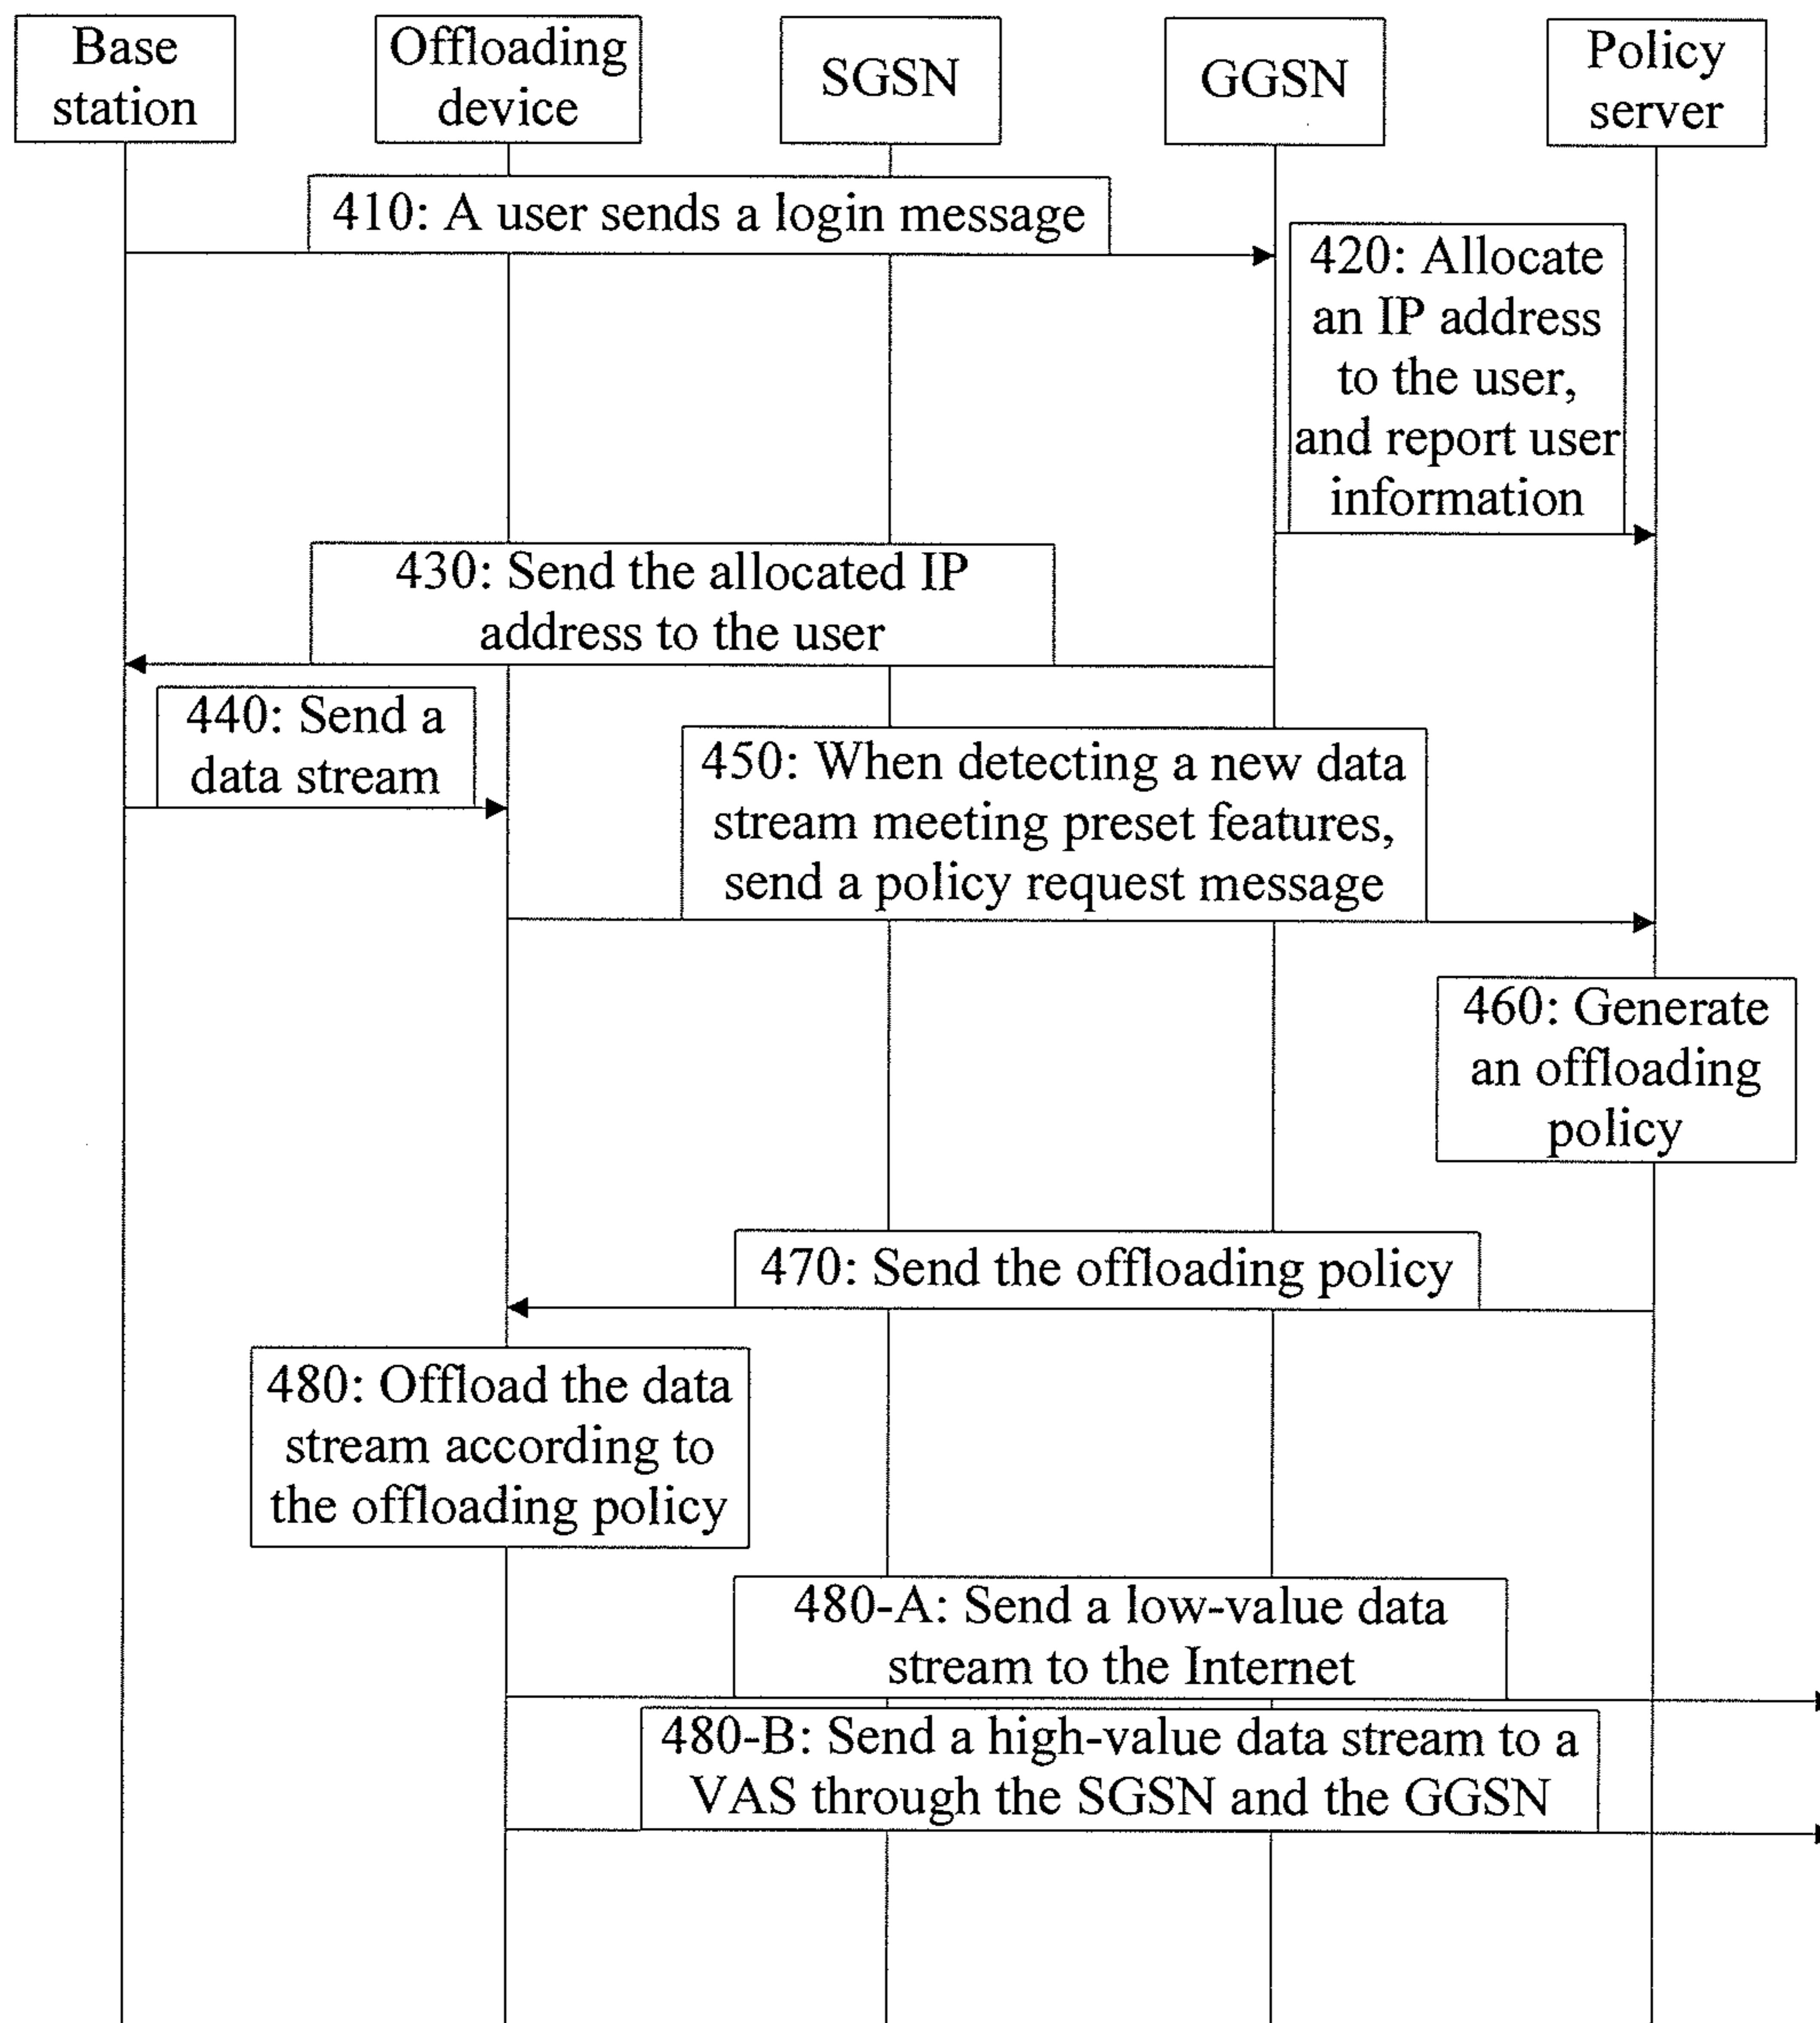 Base
station
Offloading
device
SGSN
GGSN
Policy
server
410: A user sends a login message
420: Allocate
an IP address
to the user,
and report user
information
430: Send the allocated IP
address to the user
440: Send a
data stream
450: When detecting a new data
stream meeting preset features,
send a policy request message
460: Generate
an offloading
policy
470: Send the offloading policy
480: Offload the data
stream according to
the offloading policy
480-A: Send a low-value data
stream to the Internet
480-B: Send a high-value data stream to a
VAS through the SGSN and the GGSN